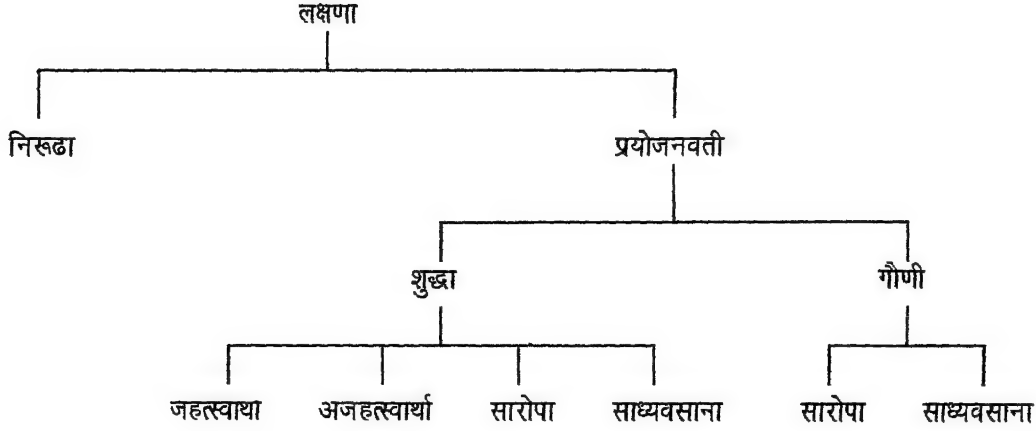 लक्षणा
निरूढा प्रयोजनवती
शुद्धा गौणी
जहत्स्वाथा अजहत्स्वार्था सारोपा साध्यवसाना सारोपा साध्यवसाना